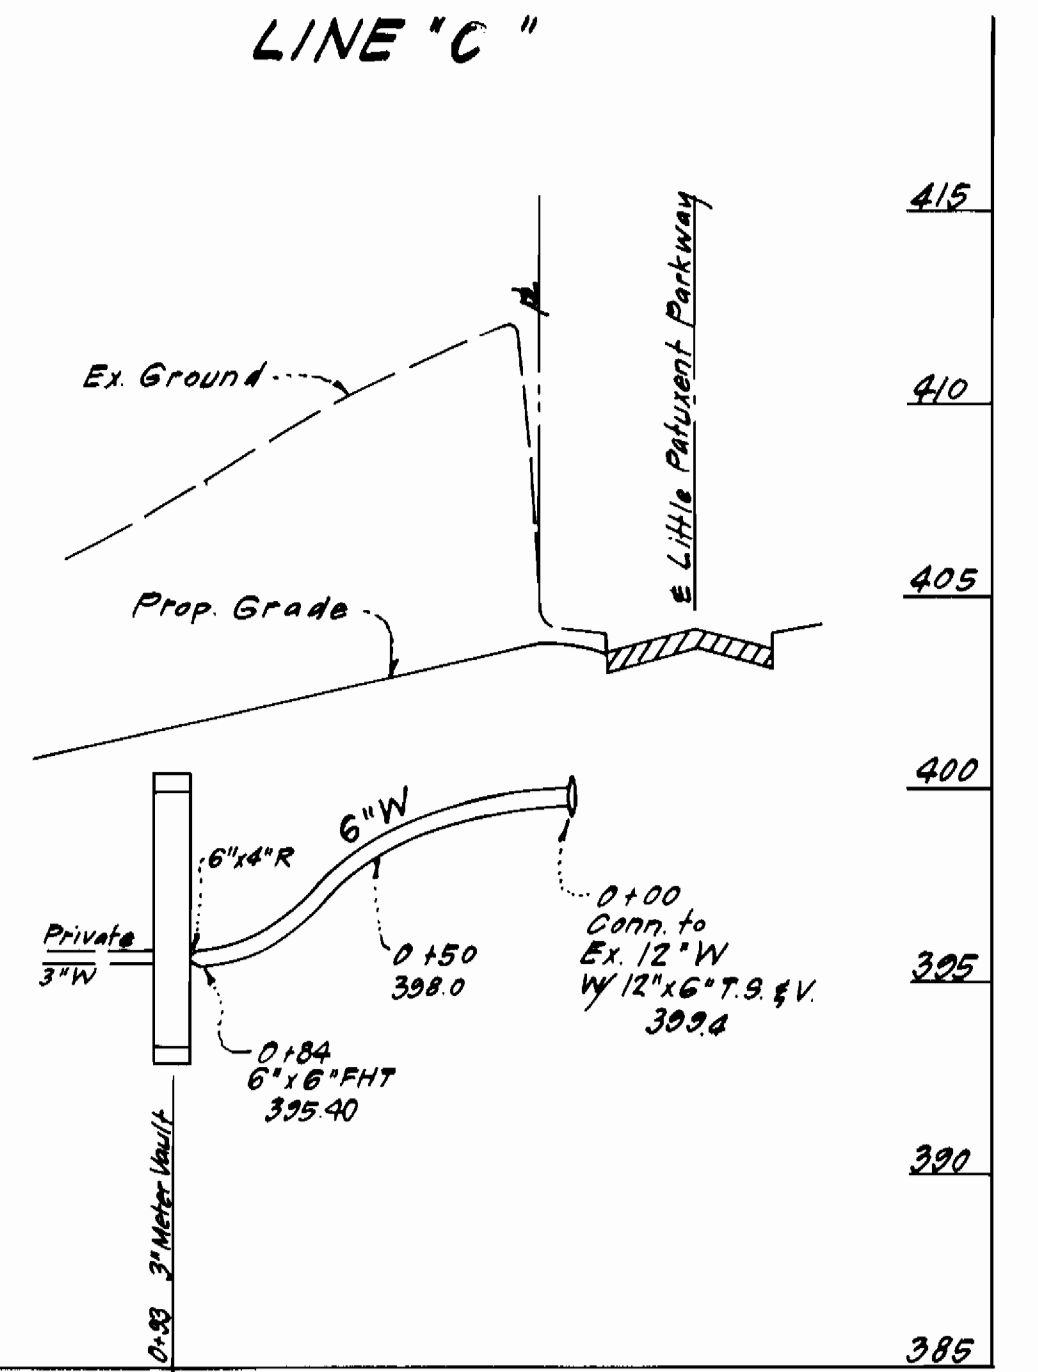 LINE "C"
415
℄ Little Patuxent Parkway
Ex. Ground
410
405
Prop. Grade
400
6"W
6"x4"R
0+00
Conn. to
Ex. 12"W
W/ 12"x6" T.S. & V.
399.4
Private
3"W
0+50
398.0
395
0+84
6"x6"FHT
395.40
390
0+93 3"Meter Vault
385